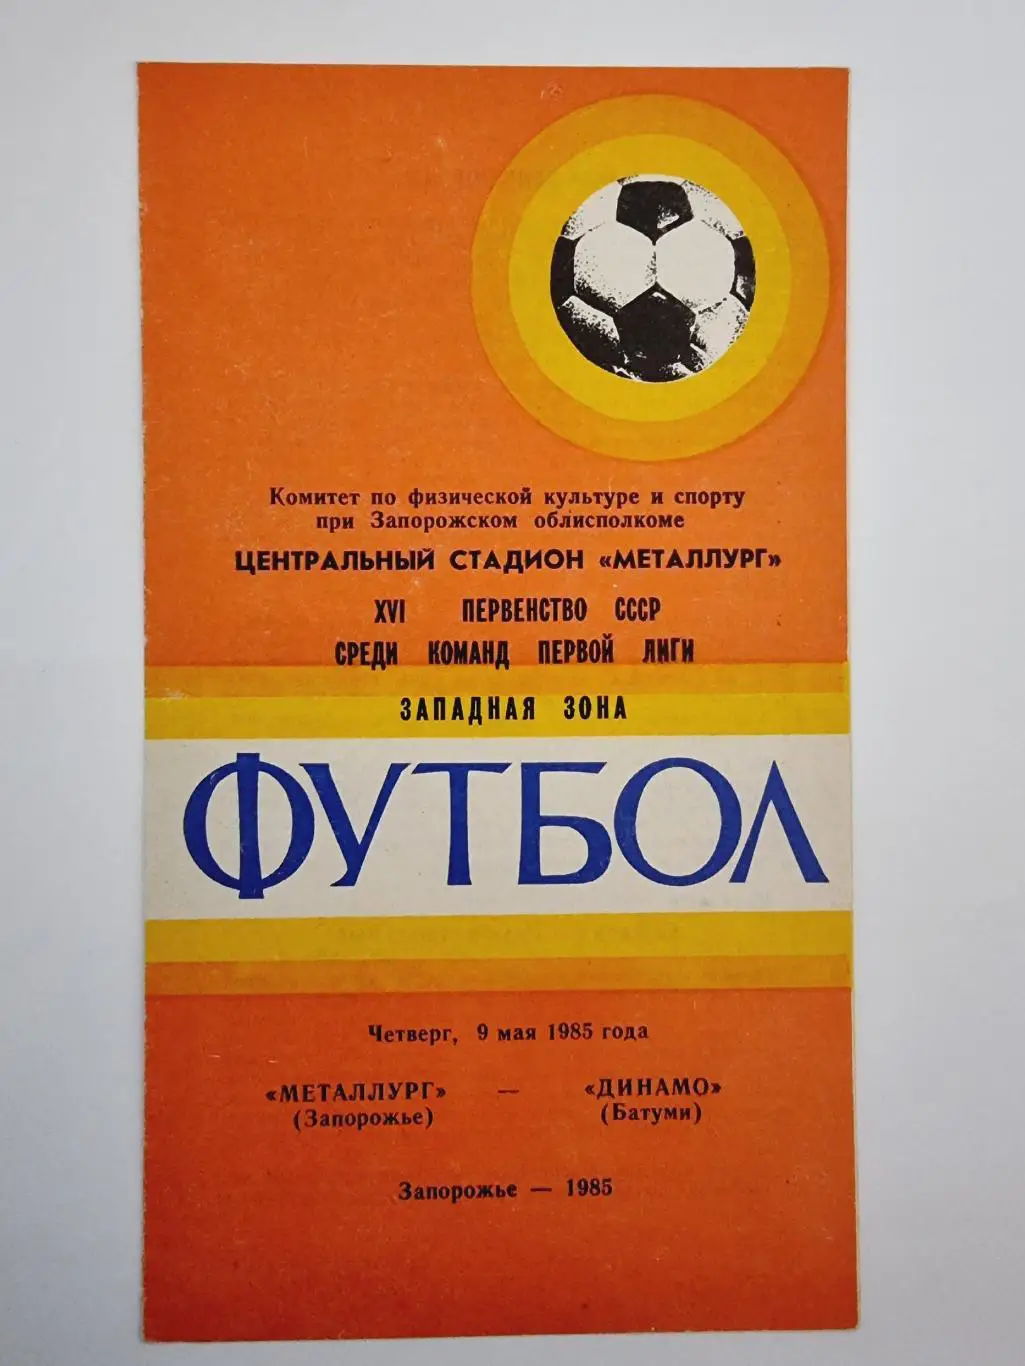 Комитет по физической культуре и спорту
при Запорожском облисполкоме
ЦЕНТРАЛЬНЫЙ СТАДИОН «МЕТАЛЛУРГ»
XVI ПЕРВЕНСТВО СССР
СРЕДИ КОМАНД ПЕРВОЙ ЛИГИ
ЗАПАДНАЯ ЗОНА
ФУТБОЛ
Четверг, 9 мая 1985 года
«МЕТАЛЛУРГ» — «ДИНАМО»
(Запорожье) (Батуми)
Запорожье — 1985